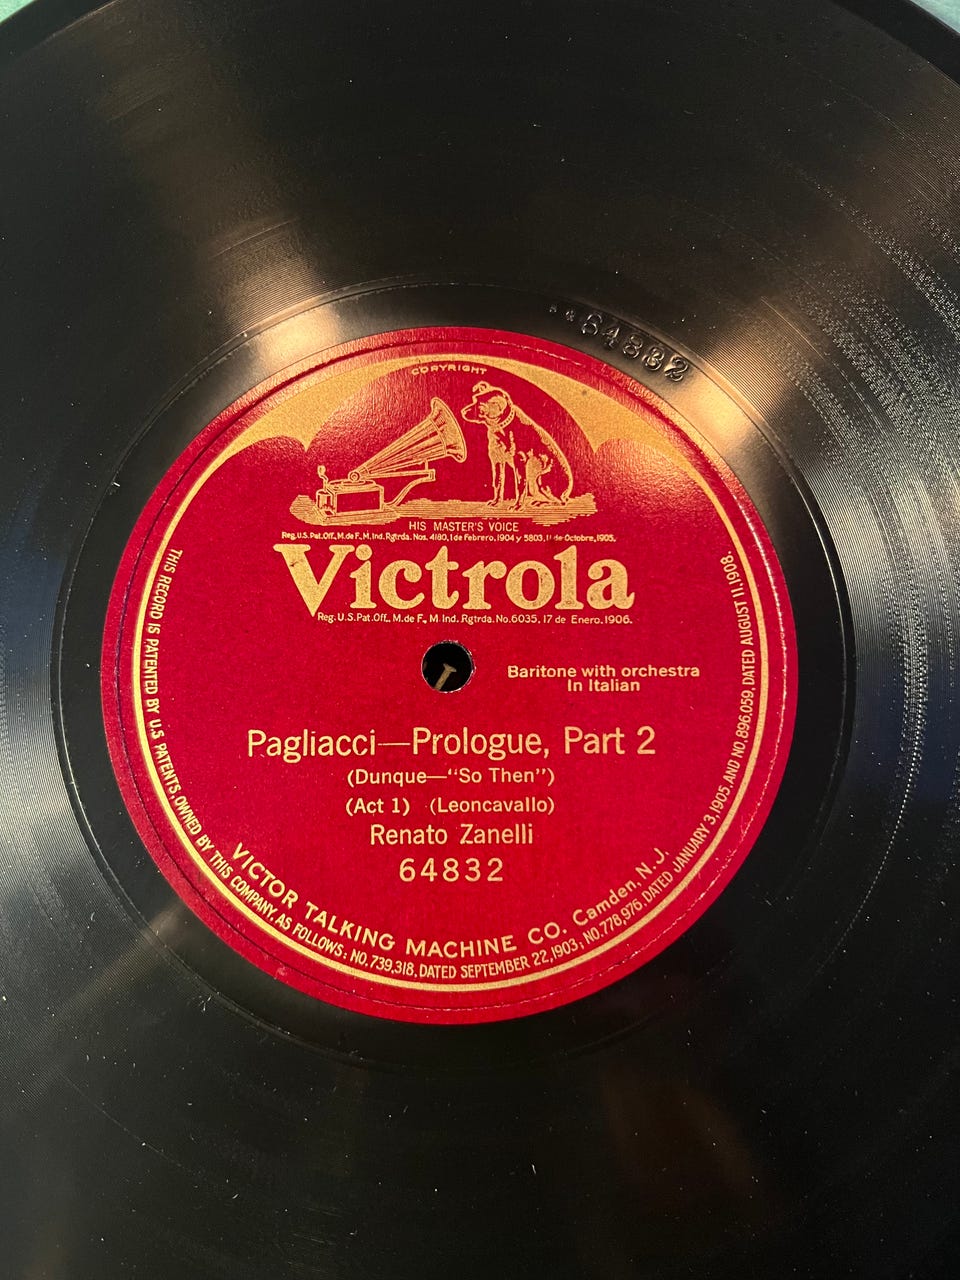 64832
COPYRIGHT
HIS MASTER'S VOICE
Reg. U.S. Pat. Off., M. de F., M. Ind. Rgtrda. Nos. 4180, 1 de Febrero, 1904 y 5803, 11 de Octobre, 1905.
Victrola
Reg. U.S. Pat. Off., M. de F., M. Ind. Rgtrda. No. 6035, 17 de Enero, 1906.
Baritone with orchestra
In Italian
Pagliacci—Prologue, Part 2
(Dunque—"So Then")
(Act 1) (Leoncavallo)
Renato Zanelli
64832
VICTOR TALKING MACHINE CO. Camden, N. J.
THIS RECORD IS PATENTED BY U.S. PATENTS, OWNED BY THIS COMPANY, AS FOLLOWS: NO. 739,318, DATED SEPTEMBER 22, 1903; NO. 778,976 DATED JANUARY 3, 1905, AND NO. 896,059, DATED AUGUST 11, 1908.